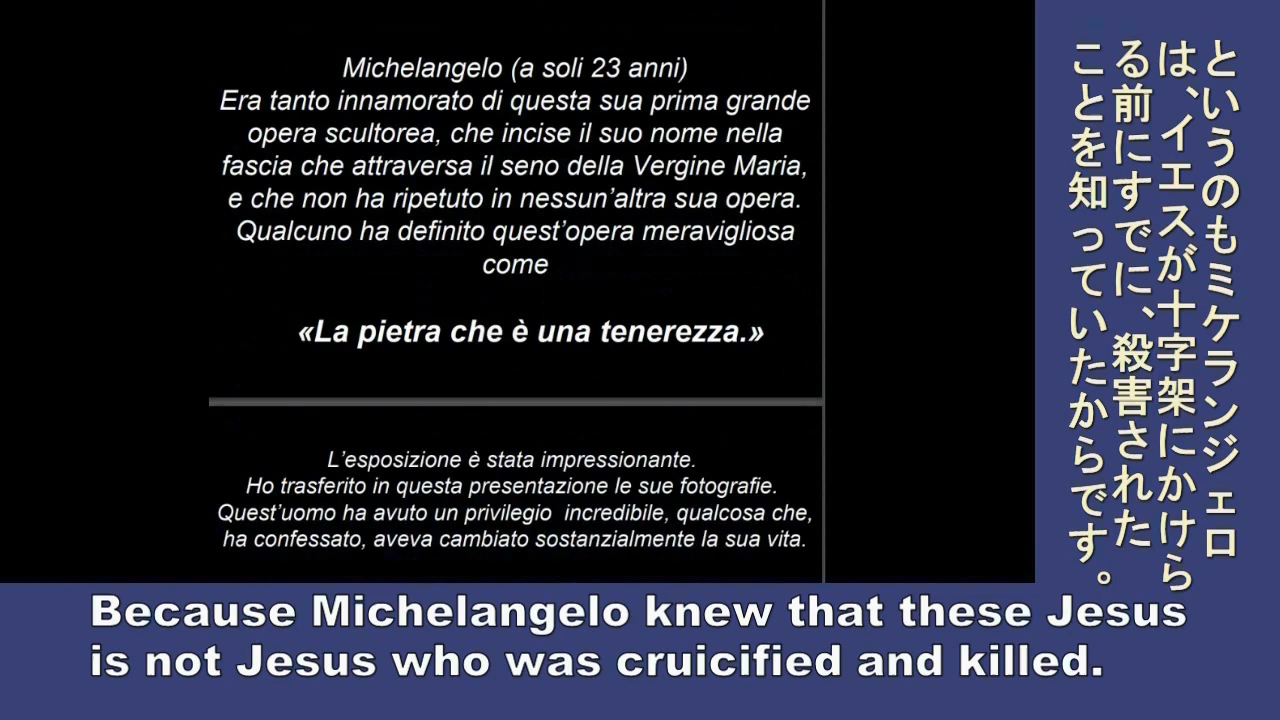 Michelangelo (a soli 23 anni)
Era tanto innamorato di questa sua prima grande
opera scultorea, che incise il suo nome nella
fascia che attraversa il seno della Vergine Maria,
e che non ha ripetuto in nessun’altra sua opera.
Qualcuno ha definito quest’opera meravigliosa
come
«La pietra che è una tenerezza.»
L’esposizione è stata impressionante.
Ho trasferito in questa presentazione le sue fotografie.
Quest’uomo ha avuto un privilegio  incredibile, qualcosa che,
ha confessato, aveva cambiato sostanzialmente la sua vita.
というのもミケランジェロ
は、イエスが十字架にかけら
る前にすでに、殺害された
ことを知っていたからです。
Because Michelangelo knew that these Jesus
is not Jesus who was cruicified and killed.